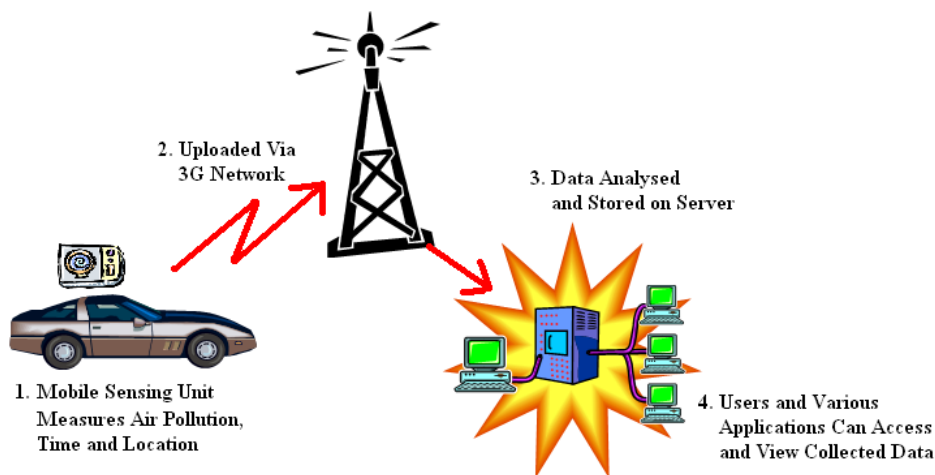 1. Mobile Sensing Unit
Measures Air Pollution,
Time and Location
2. Uploaded Via
3G Network
3. Data Analysed
and Stored on Server
4. Users and Various
Applications Can Access
and View Collected Data